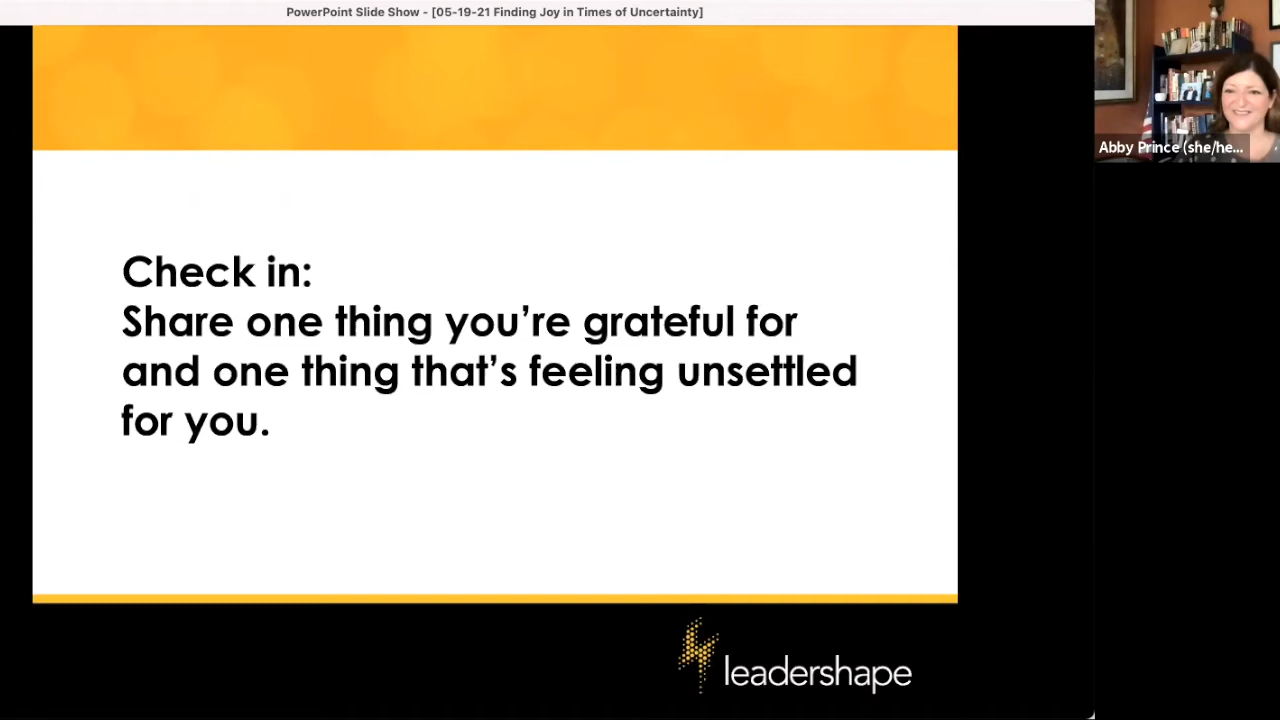 PowerPoint Slide Show - [05-19-21 Finding Joy in Times of Uncertainty]
Abby Prince (she/he...
Check in:
Share one thing you're grateful for
and one thing that's feeling unsettled
for you.
leadershape